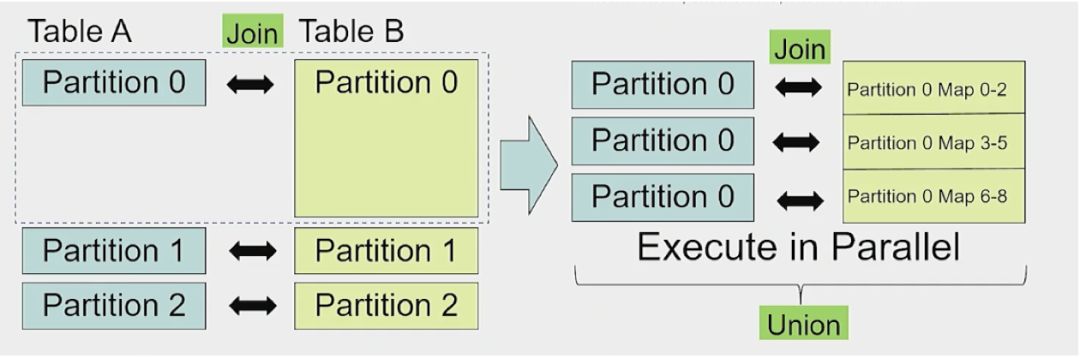 Table A Join Table B
Partition 0 Partition 0
Partition 1 Partition 1
Partition 2 Partition 2
Join
Partition 0 Partition 0 Map 0-2
Partition 0 Partition 0 Map 3-5
Partition 0 Partition 0 Map 6-8
Execute in Parallel
Union